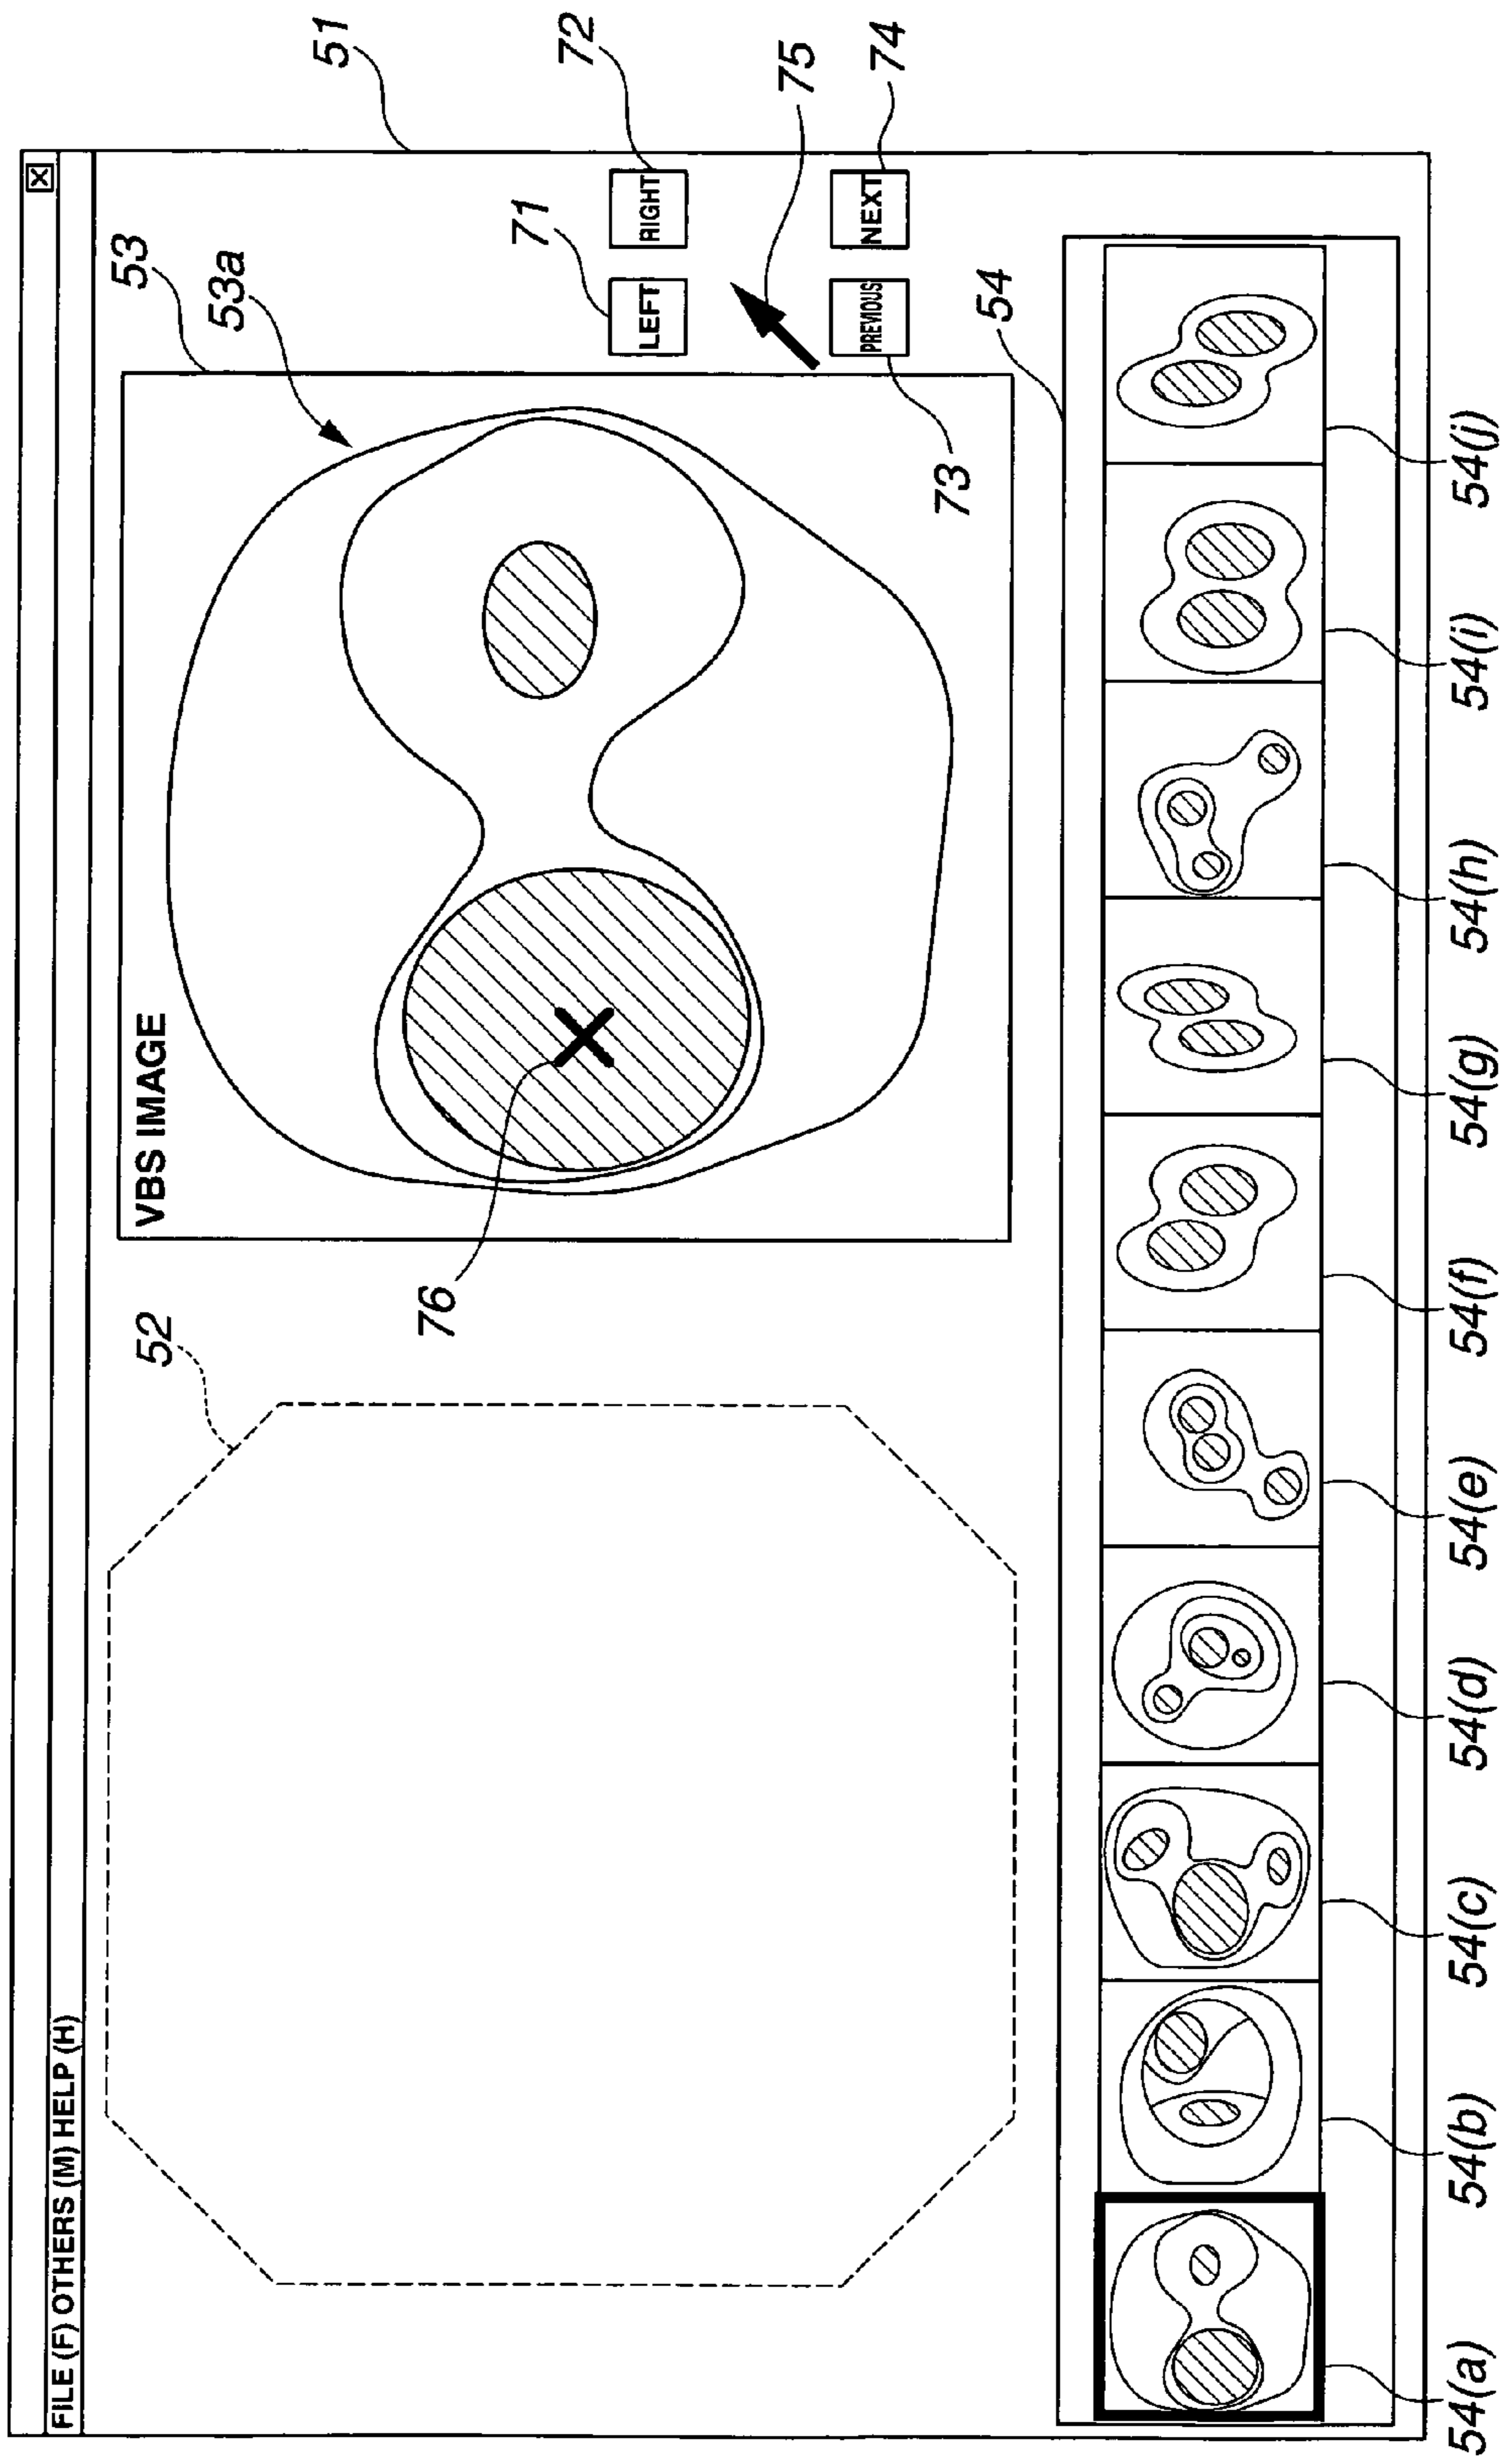 51
FILE (F) OTHERS (M) HELP (H)
X
52
53
53a
VBS IMAGE
76
71
72
LEFT
RIGHT
75
PREVIOUS
NEXT
73
74
54
54(a)
54(b)
54(c)
54(d)
54(e)
54(f)
54(g)
54(h)
54(i)
54(j)